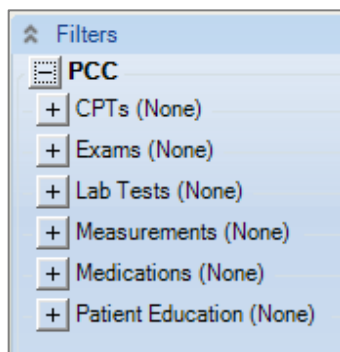 Filters
PCC
CPTs (None)
Exams (None)
Lab Tests (None)
Measurements (None)
Medications (None)
Patient Education (None)